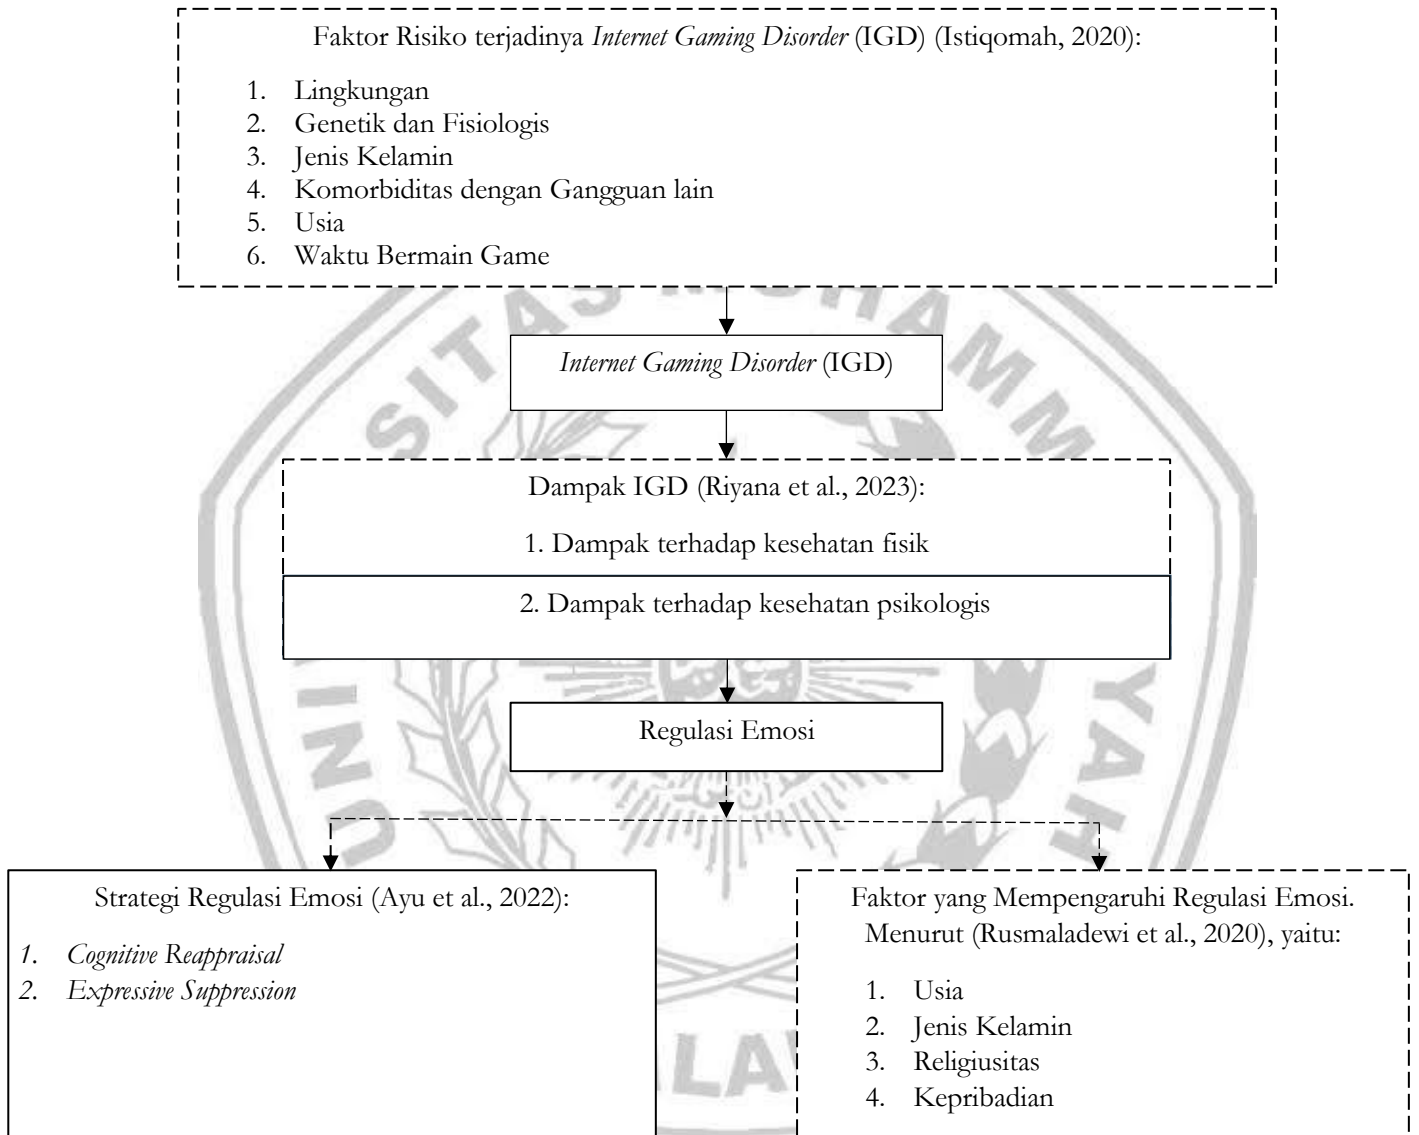 Faktor Risiko terjadinya Internet Gaming Disorder (IGD) (Istiqomah, 2020):
1. Lingkungan
2. Genetik dan Fisiologis
3. Jenis Kelamin
4. Komorbiditas dengan Gangguan lain
5. Usia
6. Waktu Bermain Game
Internet Gaming Disorder (IGD)
Dampak IGD (Riyana et al., 2023):
1. Dampak terhadap kesehatan fisik
2. Dampak terhadap kesehatan psikologis
Regulasi Emosi
Strategi Regulasi Emosi (Ayu et al., 2022):
1. Cognitive Reappraisal
2. Expressive Suppression
Faktor yang Mempengaruhi Regulasi Emosi.
Menurut (Rusmaladewi et al., 2020), yaitu:
1. Usia
2. Jenis Kelamin
3. Religiusitas
4. Kepribadian